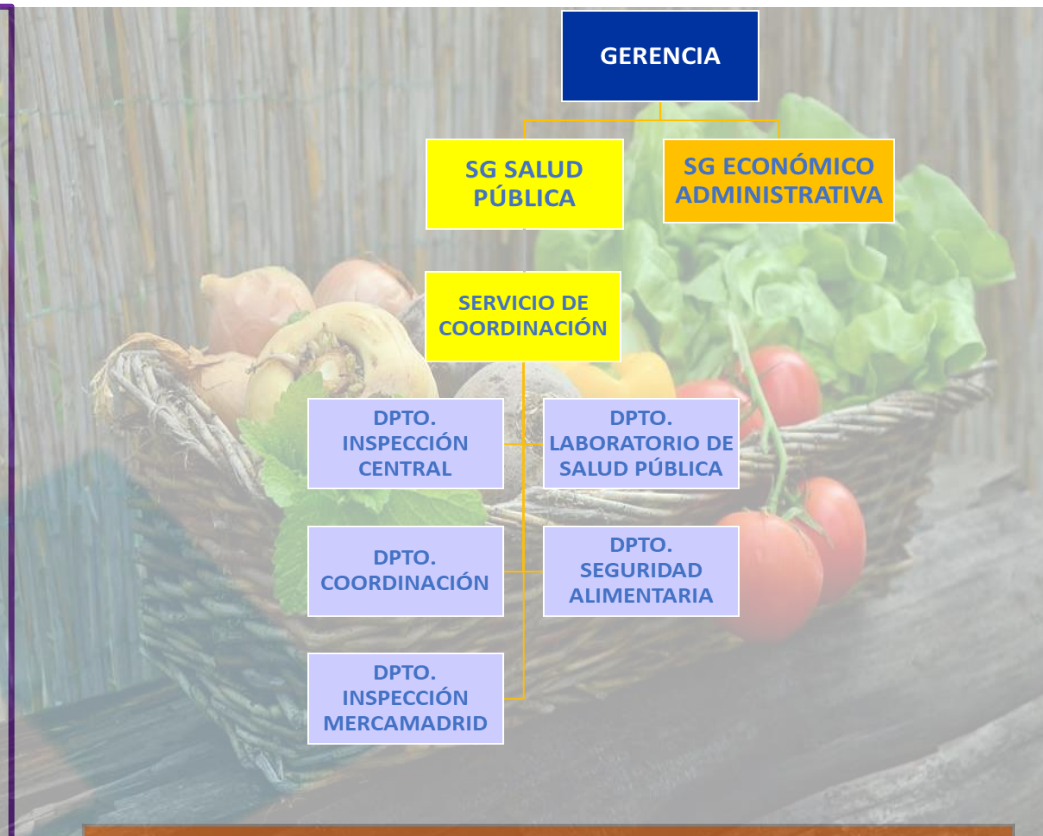 GERENCIA
SG SALUD
PÚBLICA
SG ECONÓMICO
ADMINISTRATIVA
SERVICIO DE
COORDINACIÓN
DPTO.
INSPECCIÓN
CENTRAL
DPTO.
LABORATORIO DE
SALUD PÚBLICA
DPTO.
COORDINACIÓN
DPTO.
SEGURIDAD
ALIMENTARIA
DPTO.
INSPECCIÓN
MERCAMADRID